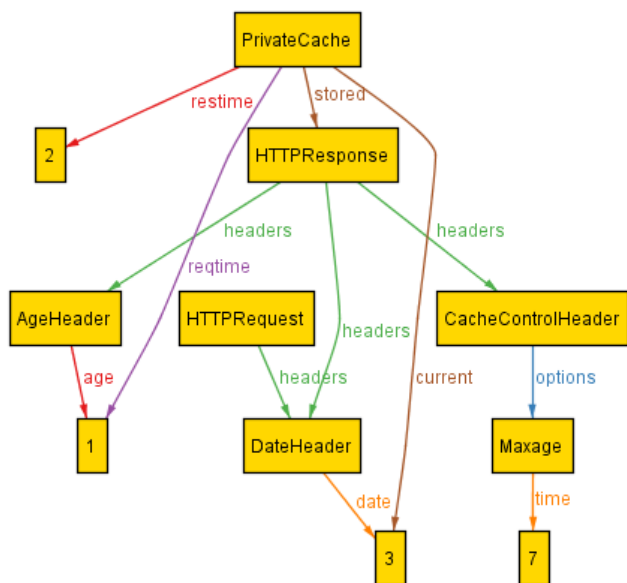 PrivateCache
restime
stored
2
HTTPResponse
headers
headers
reqtime
AgeHeader
HTTPRequest
CacheControlHeader
headers
age
headers
current
options
1
DateHeader
Maxage
date
time
3
7